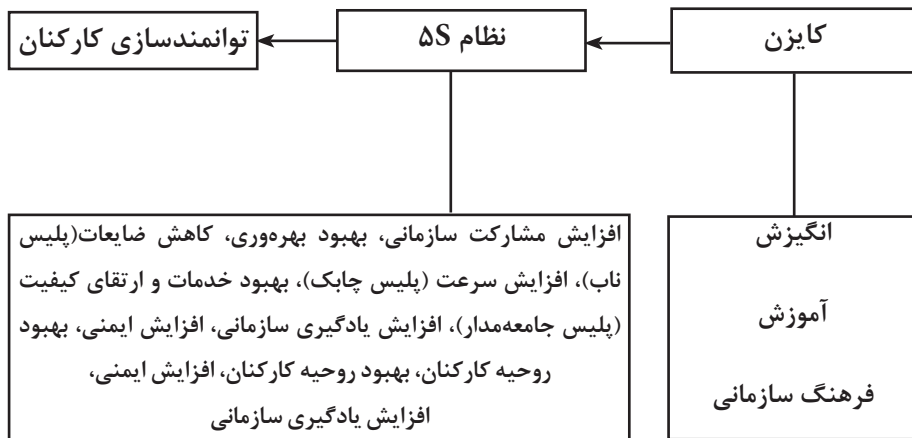 کایزن
نظام ۵S
توانمندسازی کارکنان
انگیزش
آموزش
فرهنگ سازمانی
افزایش مشارکت سازمانی، بهبود بهره‌وری، کاهش ضایعات(پلیس
ناب)، افزایش سرعت (پلیس چابک)، بهبود خدمات و ارتقای کیفیت
(پلیس جامعه‌مدار)، افزایش یادگیری سازمانی، افزایش ایمنی، بهبود
روحیه کارکنان، بهبود روحیه کارکنان، افزایش ایمنی،
افزایش یادگیری سازمانی